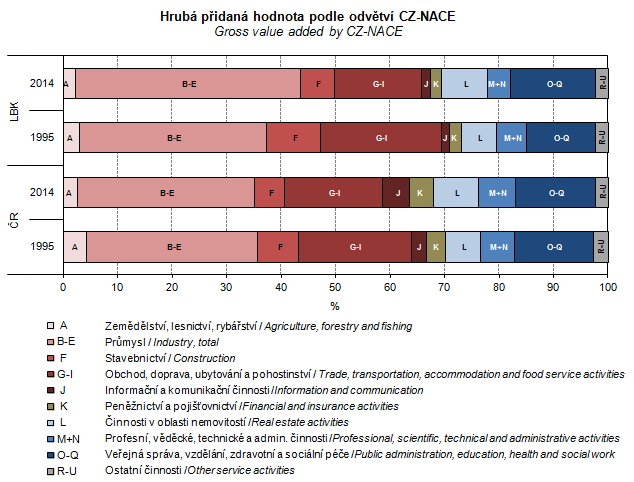 Hrubá přidaná hodnota podle odvětví CZ-NACE
Gross value added by CZ-NACE
LBK
2014
A B-E F G-I J K L M+N O-Q R-U
1995
A B-E F G-I J K L M+N O-Q R-U
ČR
2014
A B-E F G-I J K L M+N O-Q R-U
1995
A B-E F G-I J K L M+N O-Q R-U
0 10 20 30 40 50 60 70 80 90 100
%
A Zemědělství, lesnictví, rybářství / Agriculture, forestry and fishing
B-E Průmysl / Industry, total
F Stavebnictví / Construction
G-I Obchod, doprava, ubytování a pohostinství / Trade, transportation, accommodation and food service activities
J Informační a komunikační činnosti / Information and communication
K Peněžnictví a pojišťovnictví / Financial and insurance activities
L Činnosti v oblasti nemovitostí / Real estate activities
M+N Profesní, věděcké, technické a admin. činnosti / Professional, scientific, technical and administrative activities
O-Q Veřejná správa, vzdělání, zdravotní a sociální péče / Public administration, education, health and social work
R-U Ostatní činnosti / Other service activities